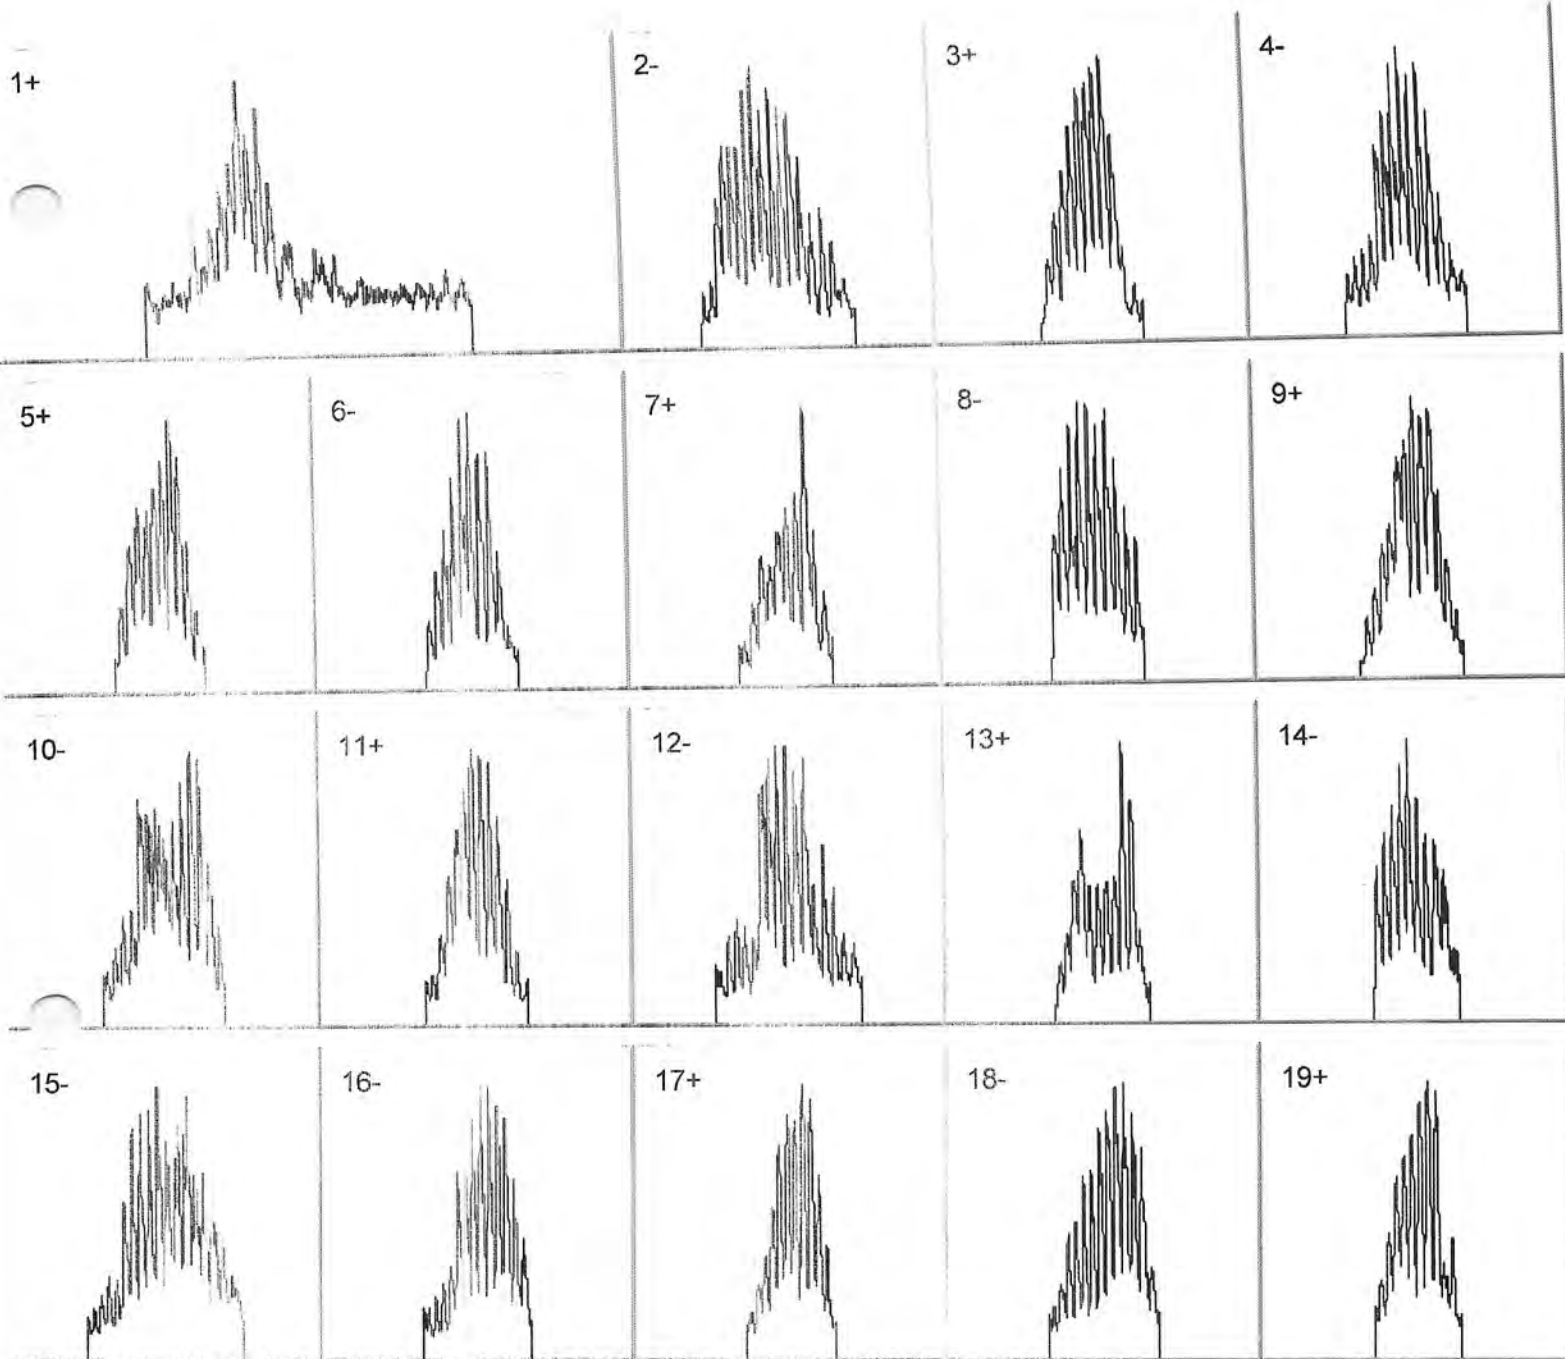 1+ 2- 3+ 4-
5+ 6- 7+ 8- 9+
10- 11+ 12- 13+ 14-
15- 16- 17+ 18- 19+